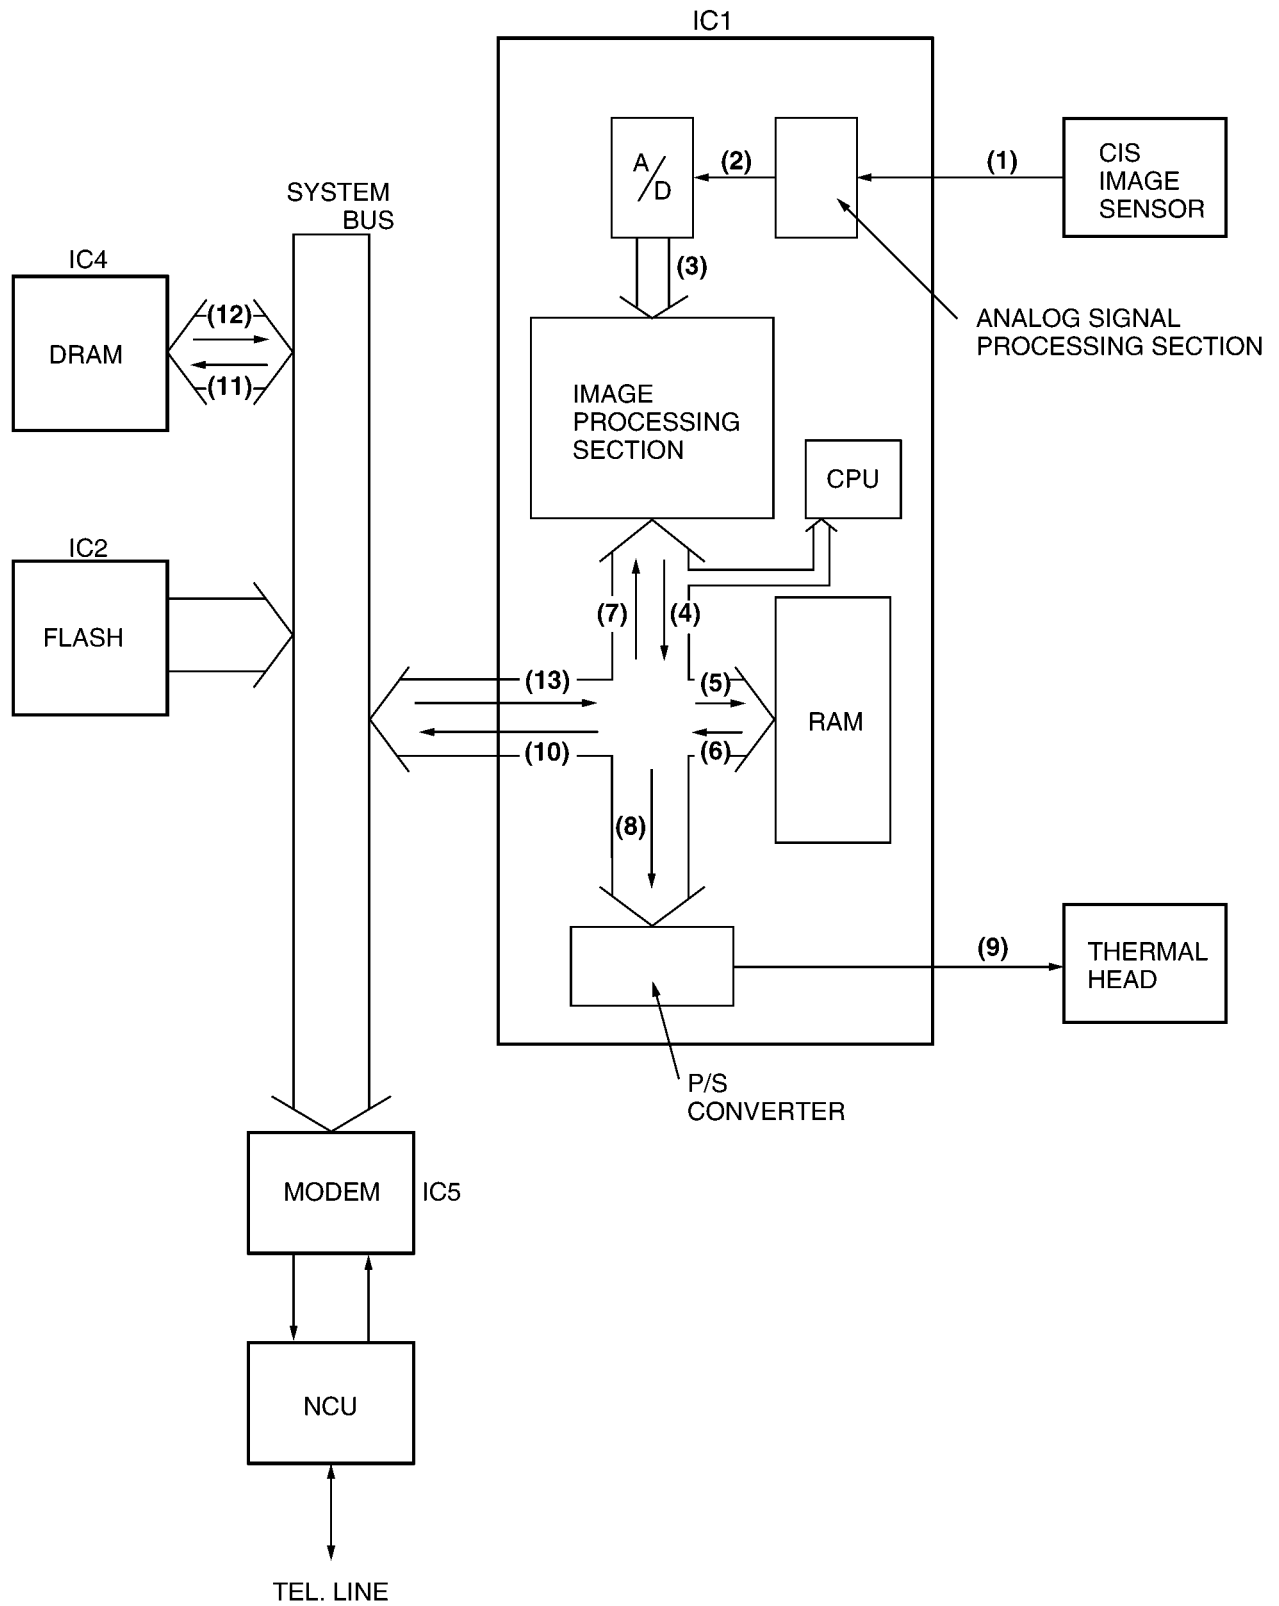 IC1
A/D
(2)
(1)
CIS
IMAGE
SENSOR
SYSTEM
BUS
IC4
(3)
DRAM
(12)
(11)
ANALOG SIGNAL
PROCESSING SECTION
IMAGE
PROCESSING
SECTION
CPU
IC2
FLASH
(7)
(4)
(13)
(5)
RAM
(10)
(6)
(8)
(9)
THERMAL
HEAD
P/S
CONVERTER
MODEM
IC5
NCU
TEL. LINE